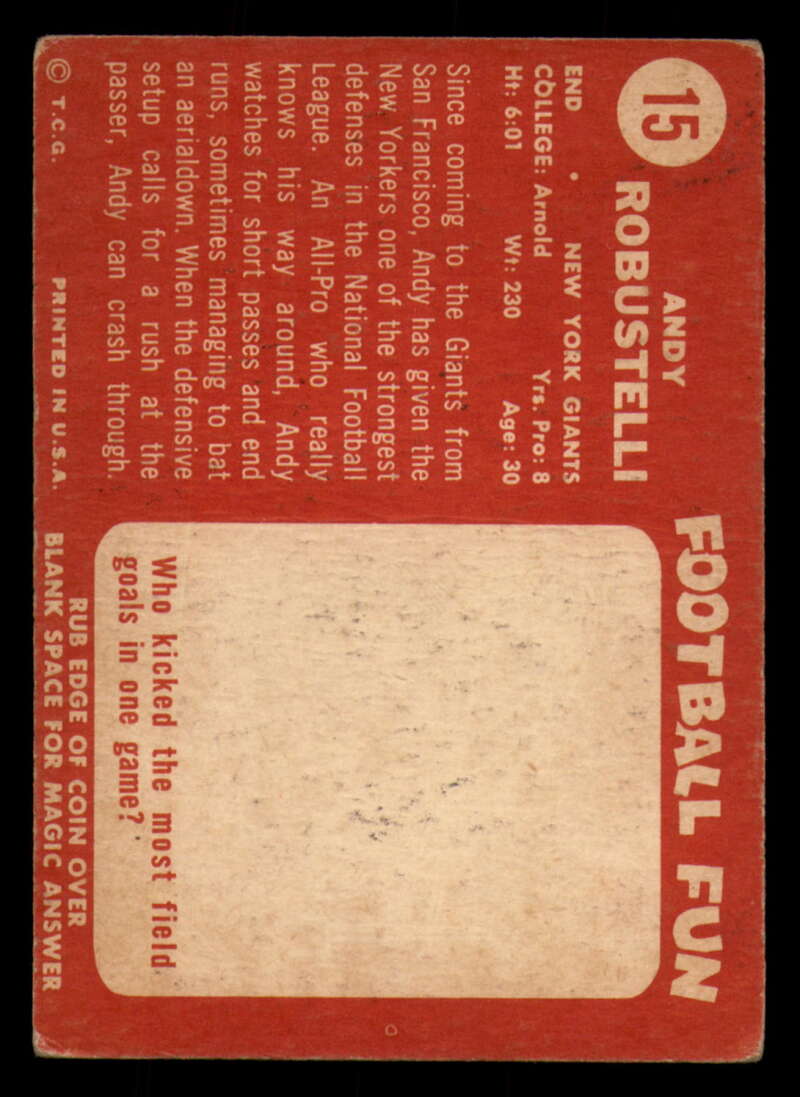 15
ANDY
ROBUSTELLI
END • NEW YORK GIANTS
COLLEGE: Arnold Yrs. Pro: 8
Ht: 6:01 Wt: 230 Age: 30
Since coming to the Giants from
San Francisco, Andy has given the
New Yorkers one of the strongest
defenses in the National Football
League. An All-Pro who really
knows his way around, Andy
watches for short passes and end
runs, sometimes managing to bat
an aerialdown. When the defensive
setup calls for a rush at the
passer, Andy can crash through.
© T.C.G. PRINTED IN U.S.A.
FOOTBALL FUN
Who kicked the most field
goals in one game?
RUB EDGE OF COIN OVER
BLANK SPACE FOR MAGIC ANSWER